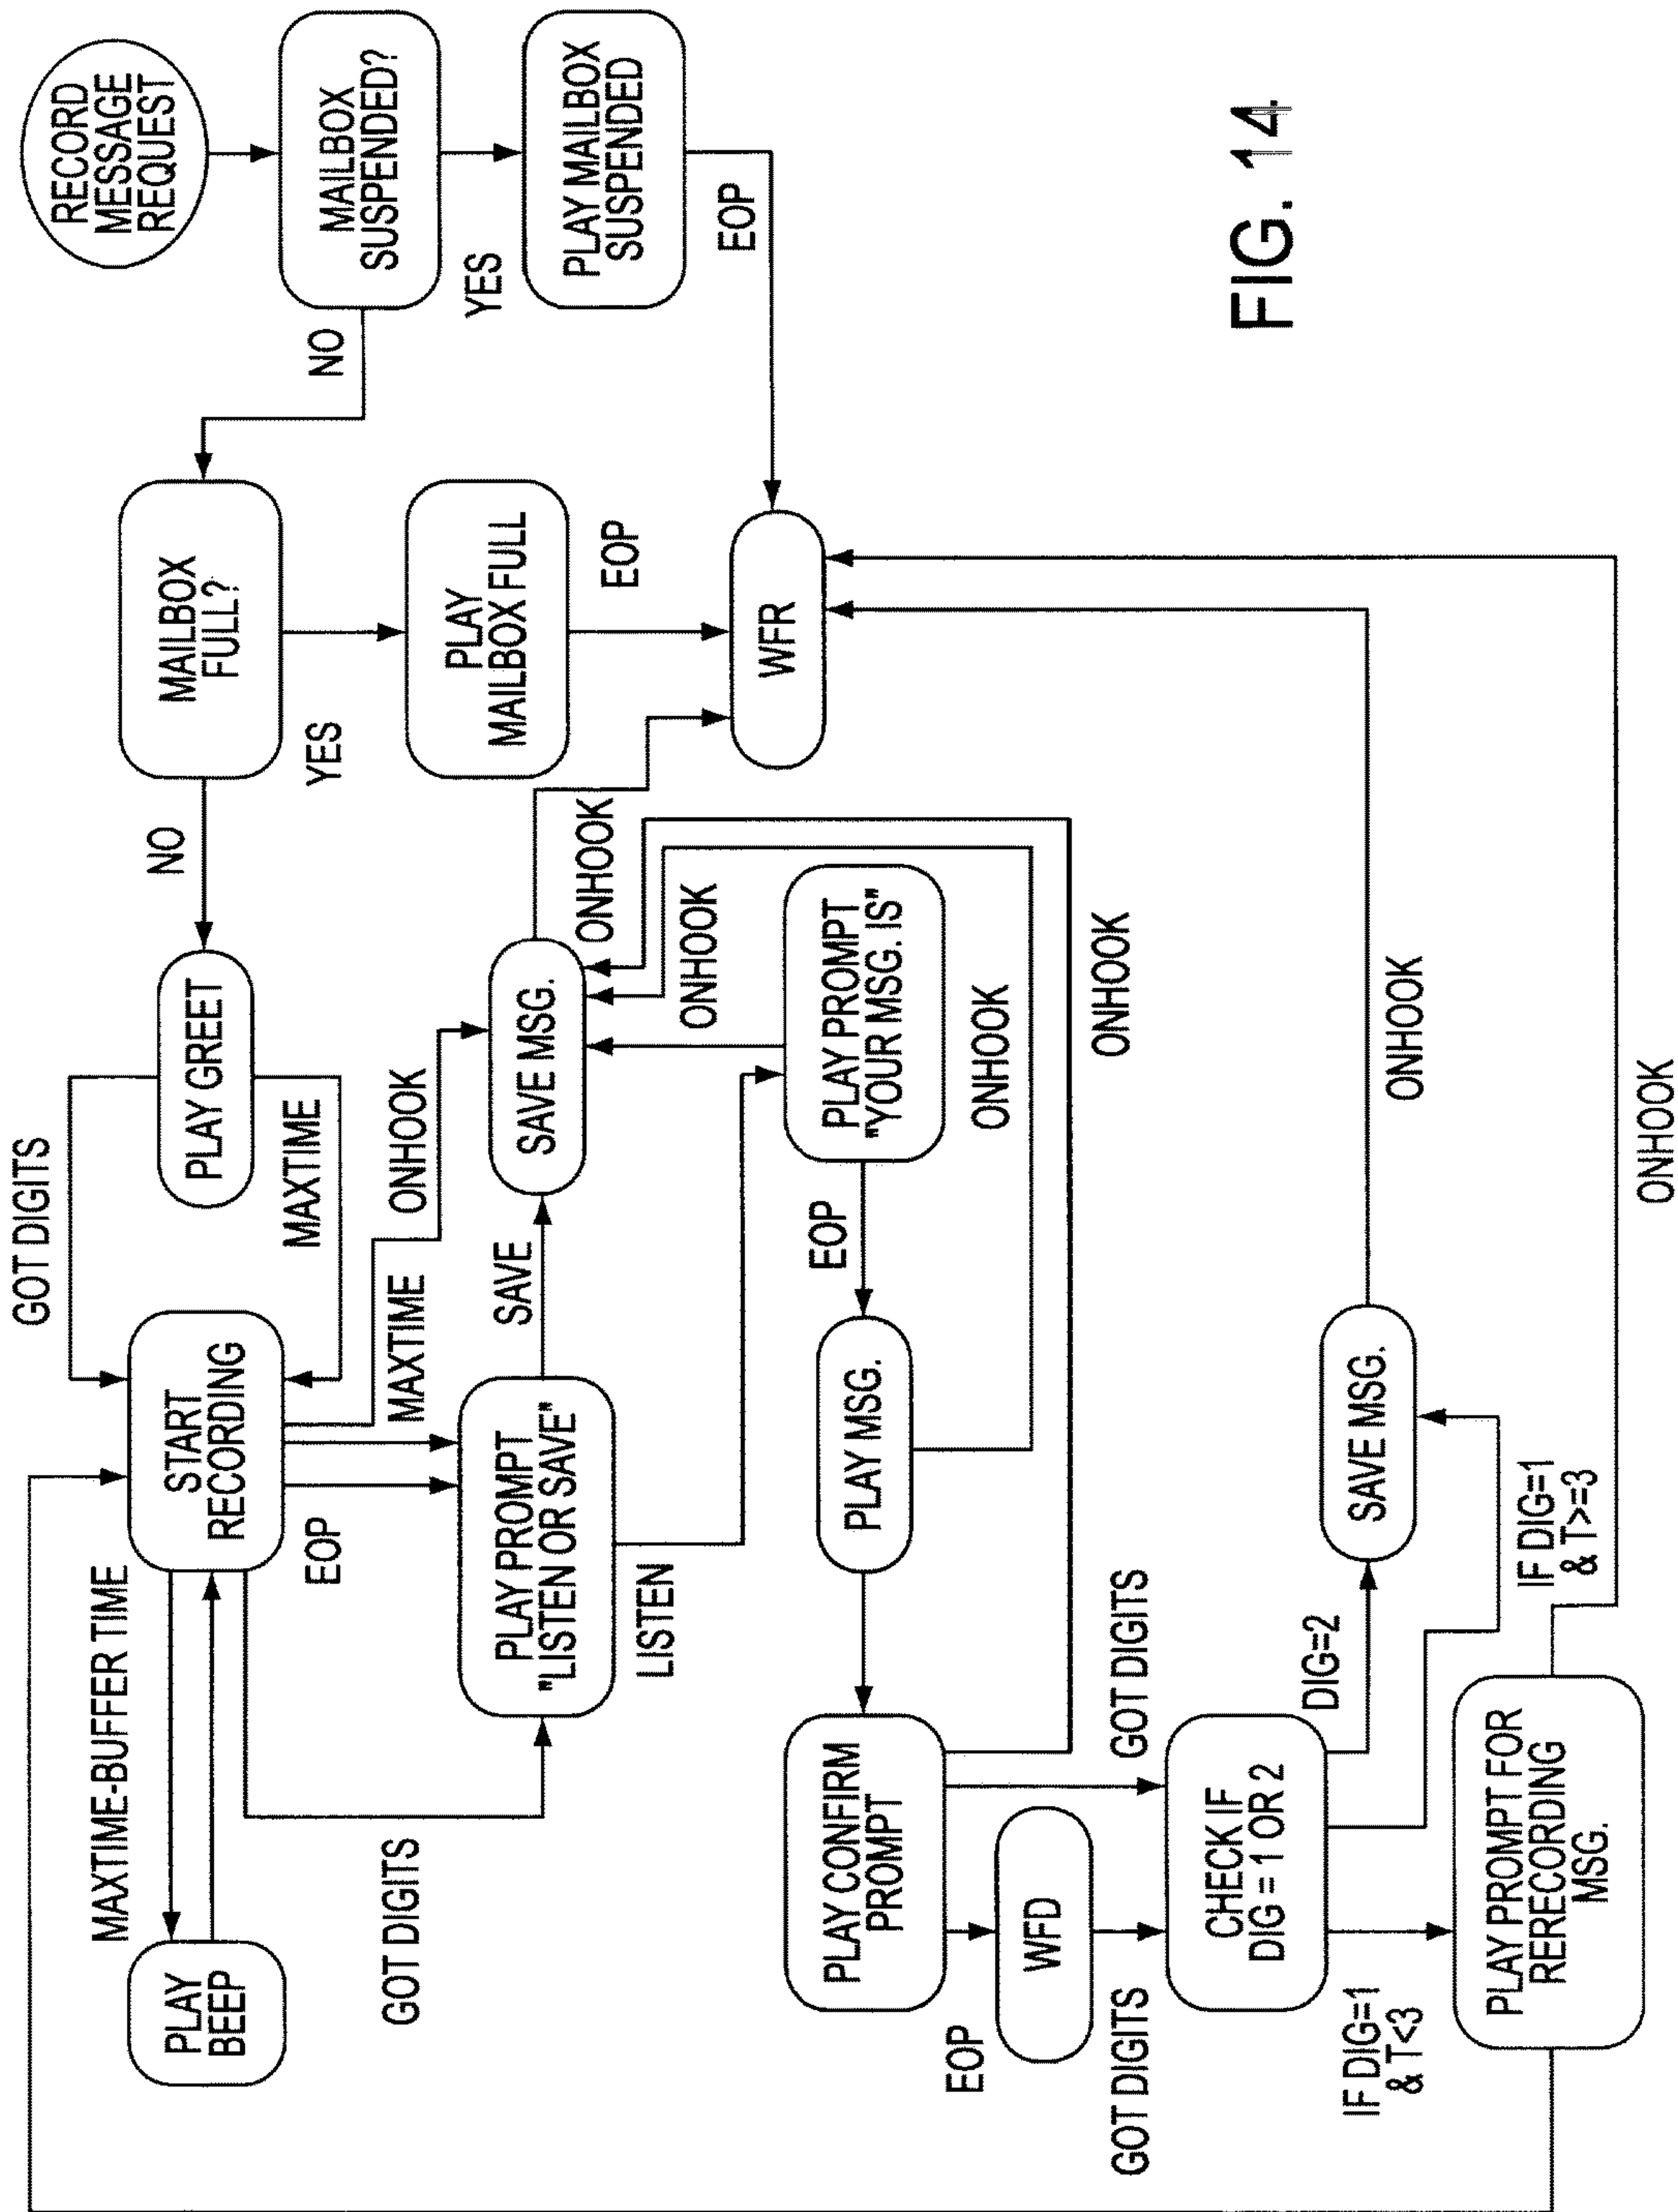 RECORD
MESSAGE
REQUEST
MAILBOX
SUSPENDED?
YES
PLAY MAILBOX
SUSPENDED
EOP
NO
MAILBOX
FULL?
YES
PLAY
MAILBOX FULL
EOP
WFR
NO
PLAY GREET
GOT DIGITS
MAXTIME
START
RECORDING
MAXTIME-BUFFER TIME
PLAY
BEEP
ONHOOK
MAXTIME
EOP
GOT DIGITS
PLAY PROMPT
"LISTEN OR SAVE"
SAVE
SAVE MSG.
ONHOOK
ONHOOK
LISTEN
PLAY PROMPT
"YOUR MSG. IS"
EOP
PLAY MSG.
ONHOOK
ONHOOK
PLAY CONFIRM
PROMPT
EOP
WFD
GOT DIGITS
GOT DIGITS
CHECK IF
DIG = 1 OR 2
DIG=2
SAVE MSG.
ONHOOK
IF DIG=1
& T>=3
IF DIG=1
& T<3
PLAY PROMPT FOR
RERECORDING
MSG.
ONHOOK
FIG. 14